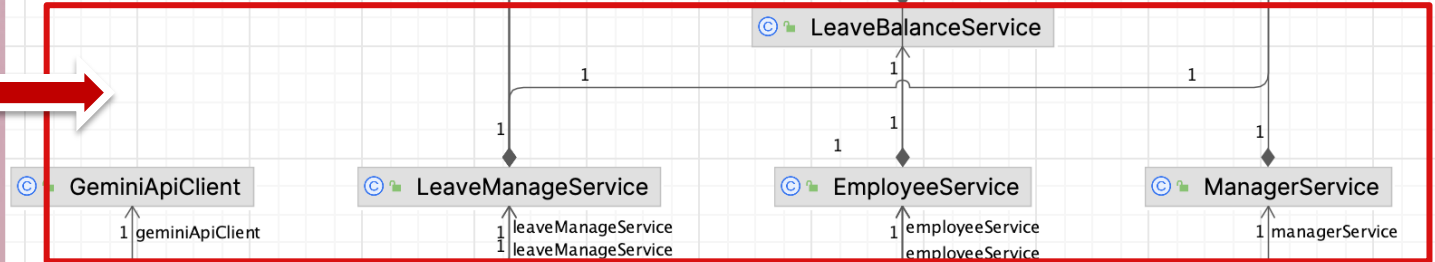 C LeaveBalanceService
1
1 1
1
1 1
1
C GeminiApiClient C LeaveManageService C EmployeeService C ManagerService
1 geminiApiClient 1 leaveManageService 1 employeeService 1 managerService
1 leaveManageService employeeService